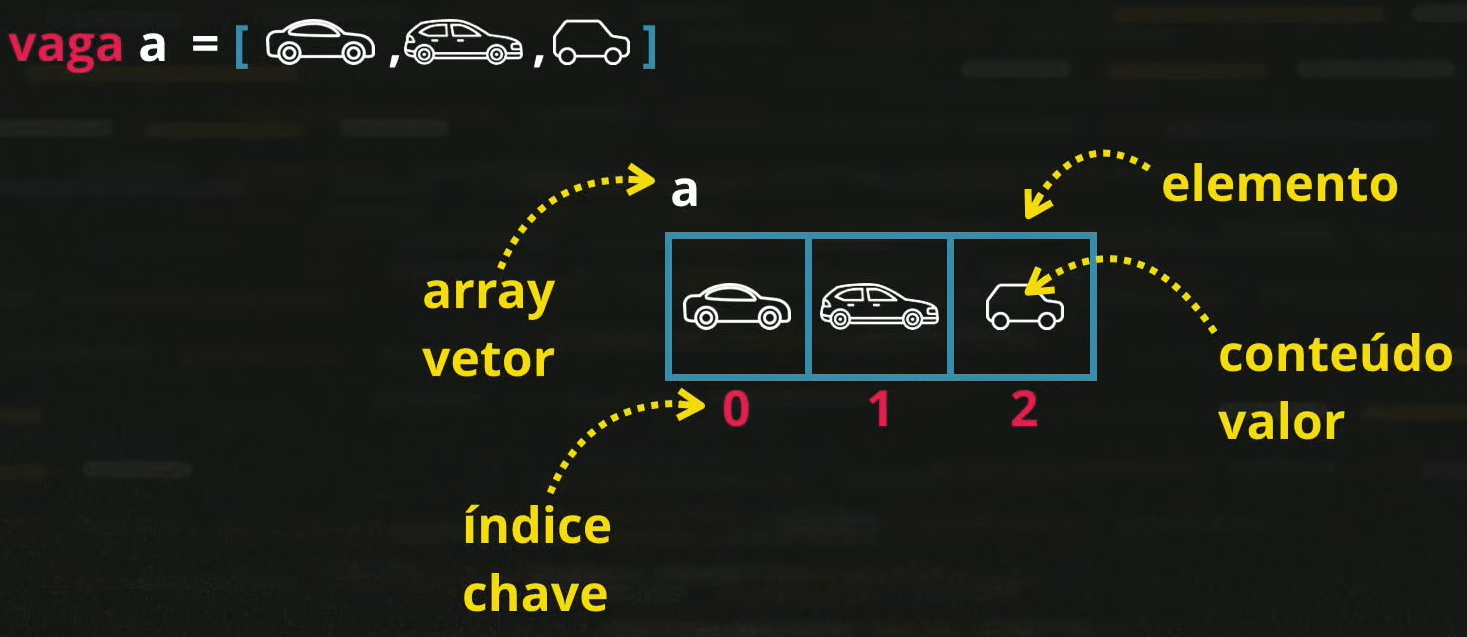 vaga a = [ , , ]
a
elemento
array
vetor
conteúdo
valor
0 1 2
índice
chave